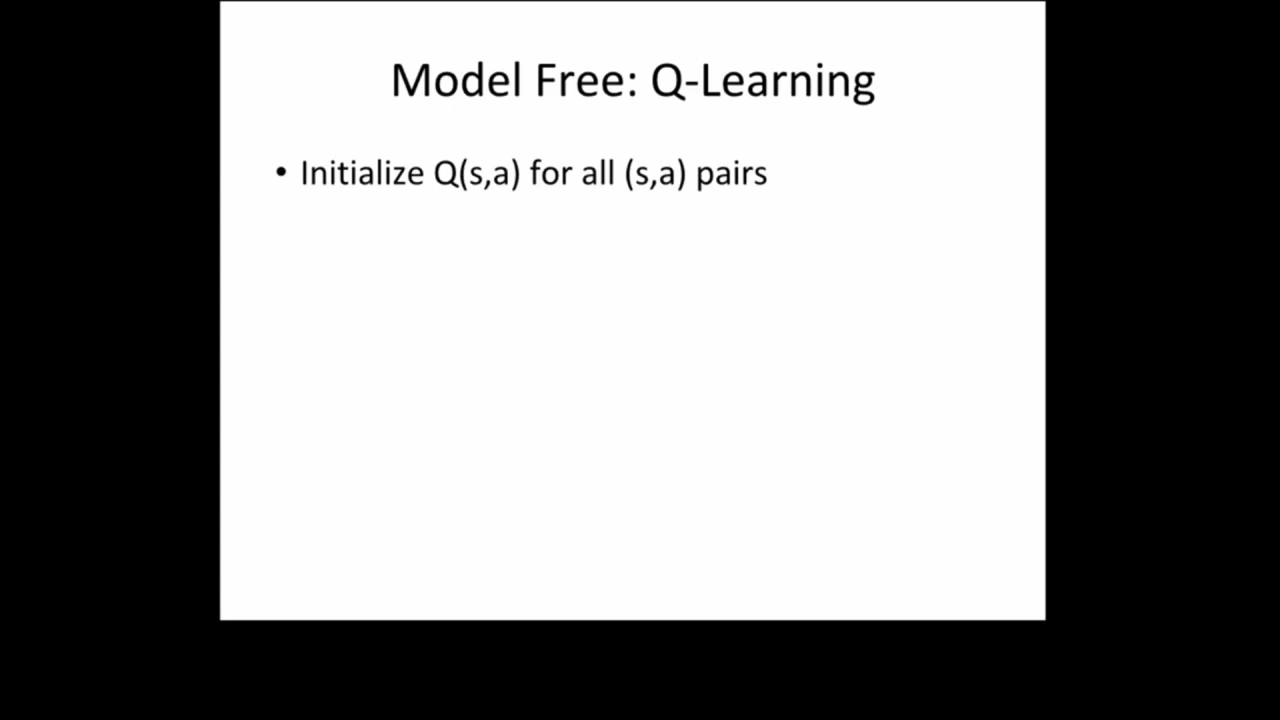 Model Free: Q-Learning
• Initialize Q(s,a) for all (s,a) pairs